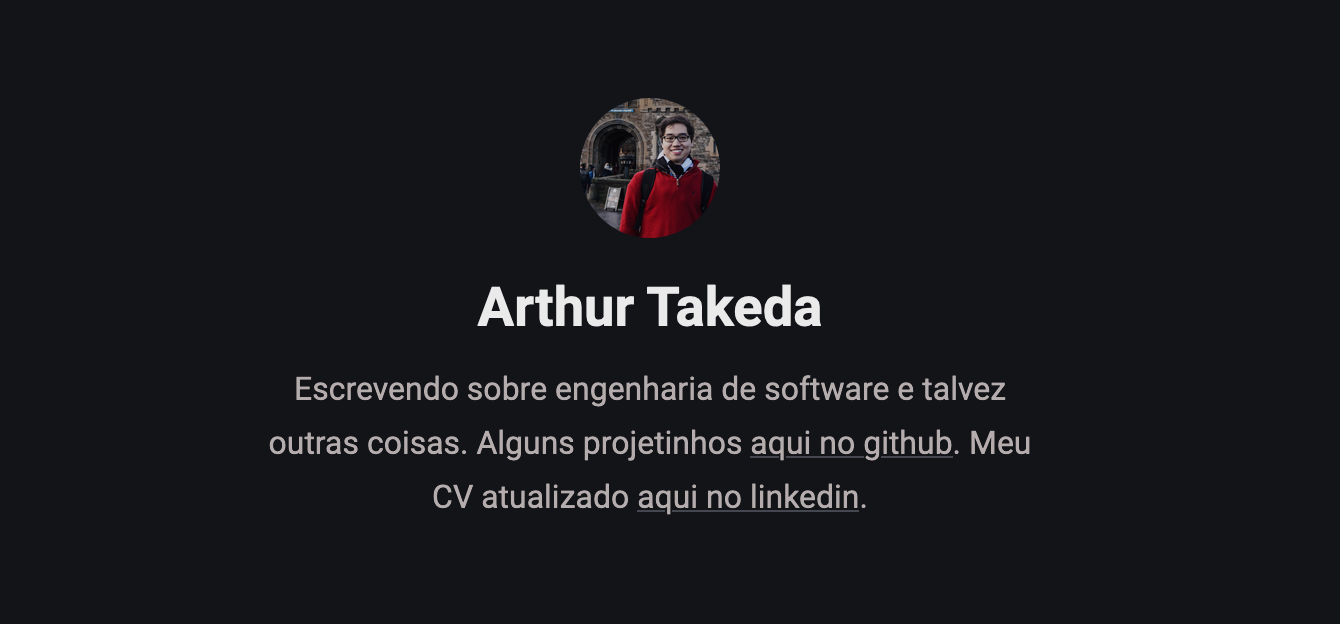 Arthur Takeda
Escrevendo sobre engenharia de software e talvez
outras coisas. Alguns projetinhos aqui no github. Meu
CV atualizado aqui no linkedin.